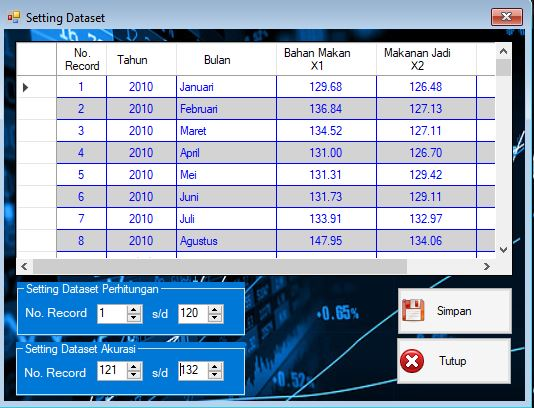 Setting Dataset
No. Record Tahun Bulan Bahan Makan X1 Makanan Jadi X2
1 2010 Januari 129.68 126.48
2 2010 Februari 136.84 127.13
3 2010 Maret 134.52 127.11
4 2010 April 131.00 126.70
5 2010 Mei 131.31 129.42
6 2010 Juni 131.73 129.11
7 2010 Juli 133.91 132.97
8 2010 Agustus 147.95 134.06
Setting Dataset Perhitungan
No. Record 1 s/d 120
Setting Dataset Akurasi
No. Record 121 s/d 132
•0.65%
•0.52%
Simpan
Tutup